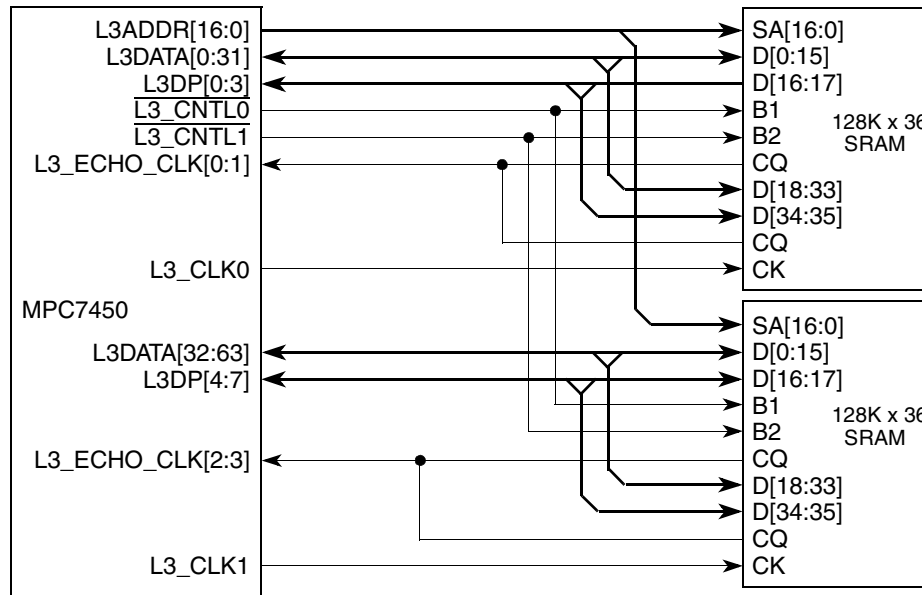 L3ADDR[16:0]
L3DATA[0:31]
L3DP[0:3]
L3_CNTL0
L3_CNTL1
L3_ECHO_CLK[0:1]
L3_CLK0
MPC7450
L3DATA[32:63]
L3DP[4:7]
L3_ECHO_CLK[2:3]
L3_CLK1
SA[16:0]
D[0:15]
D[16:17]
B1
B2
CQ
D[18:33]
D[34:35]
CQ
CK
128K x 36
SRAM
SA[16:0]
D[0:15]
D[16:17]
B1
B2
CQ
D[18:33]
D[34:35]
CQ
CK
128K x 36
SRAM